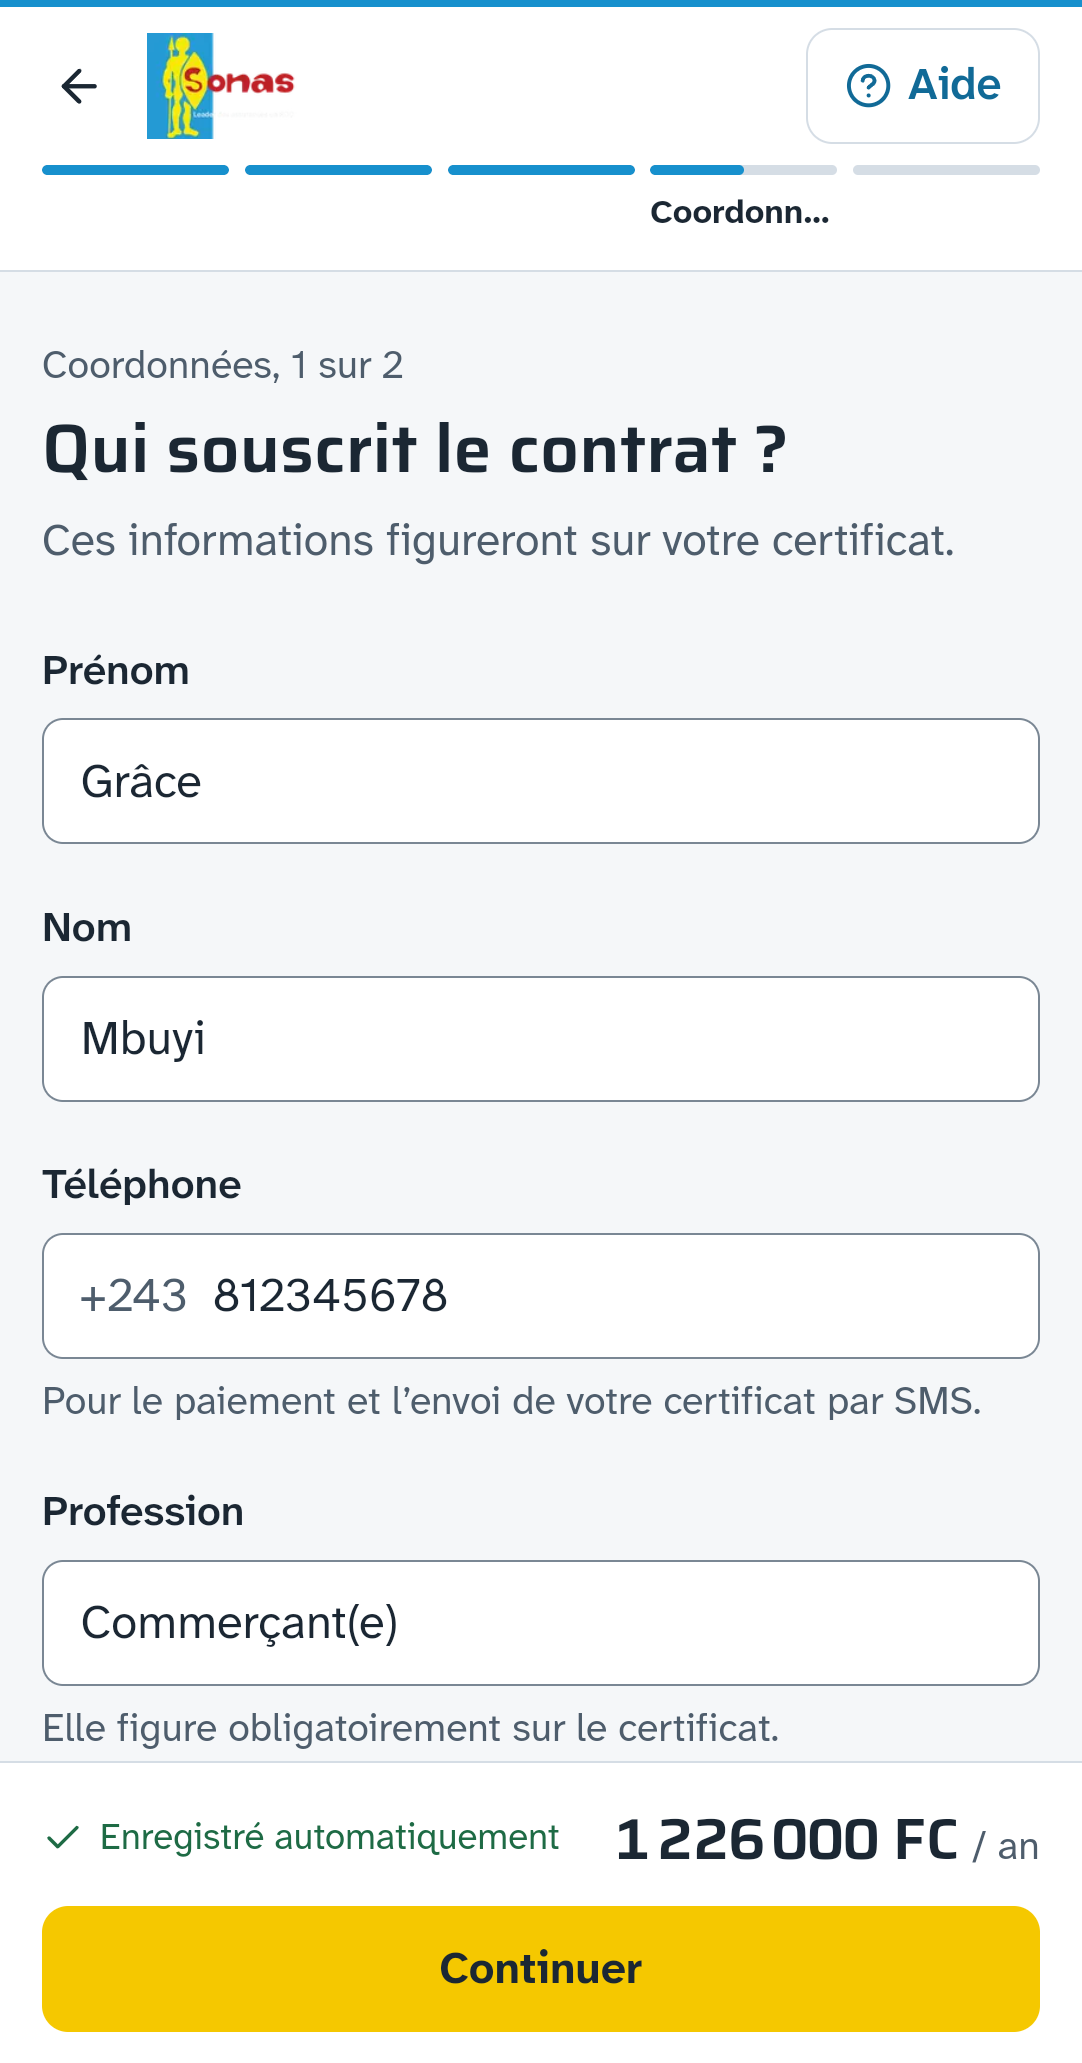 Sonas
Aide
Coordonn...
Coordonnées, 1 sur 2
Qui souscrit le contrat ?
Ces informations figureront sur votre certificat.
Prénom
Grâce
Nom
Mbuyi
Téléphone
+243 812345678
Pour le paiement et l’envoi de votre certificat par SMS.
Profession
Commerçant(e)
Elle figure obligatoirement sur le certificat.
Enregistré automatiquement
1 226 000 FC / an
Continuer